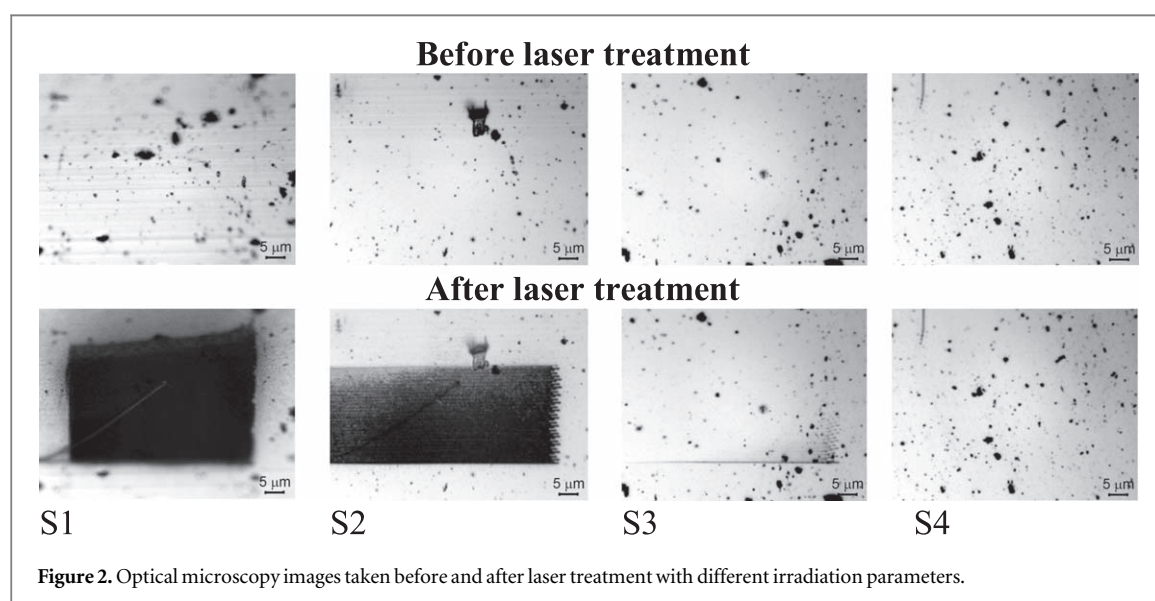 Before laser treatment
5 μm
5 μm
5 μm
5 μm
After laser treatment
5 μm
5 μm
5 μm
5 μm
S1
S2
S3
S4
Figure 2. Optical microscopy images taken before and after laser treatment with different irradiation parameters.